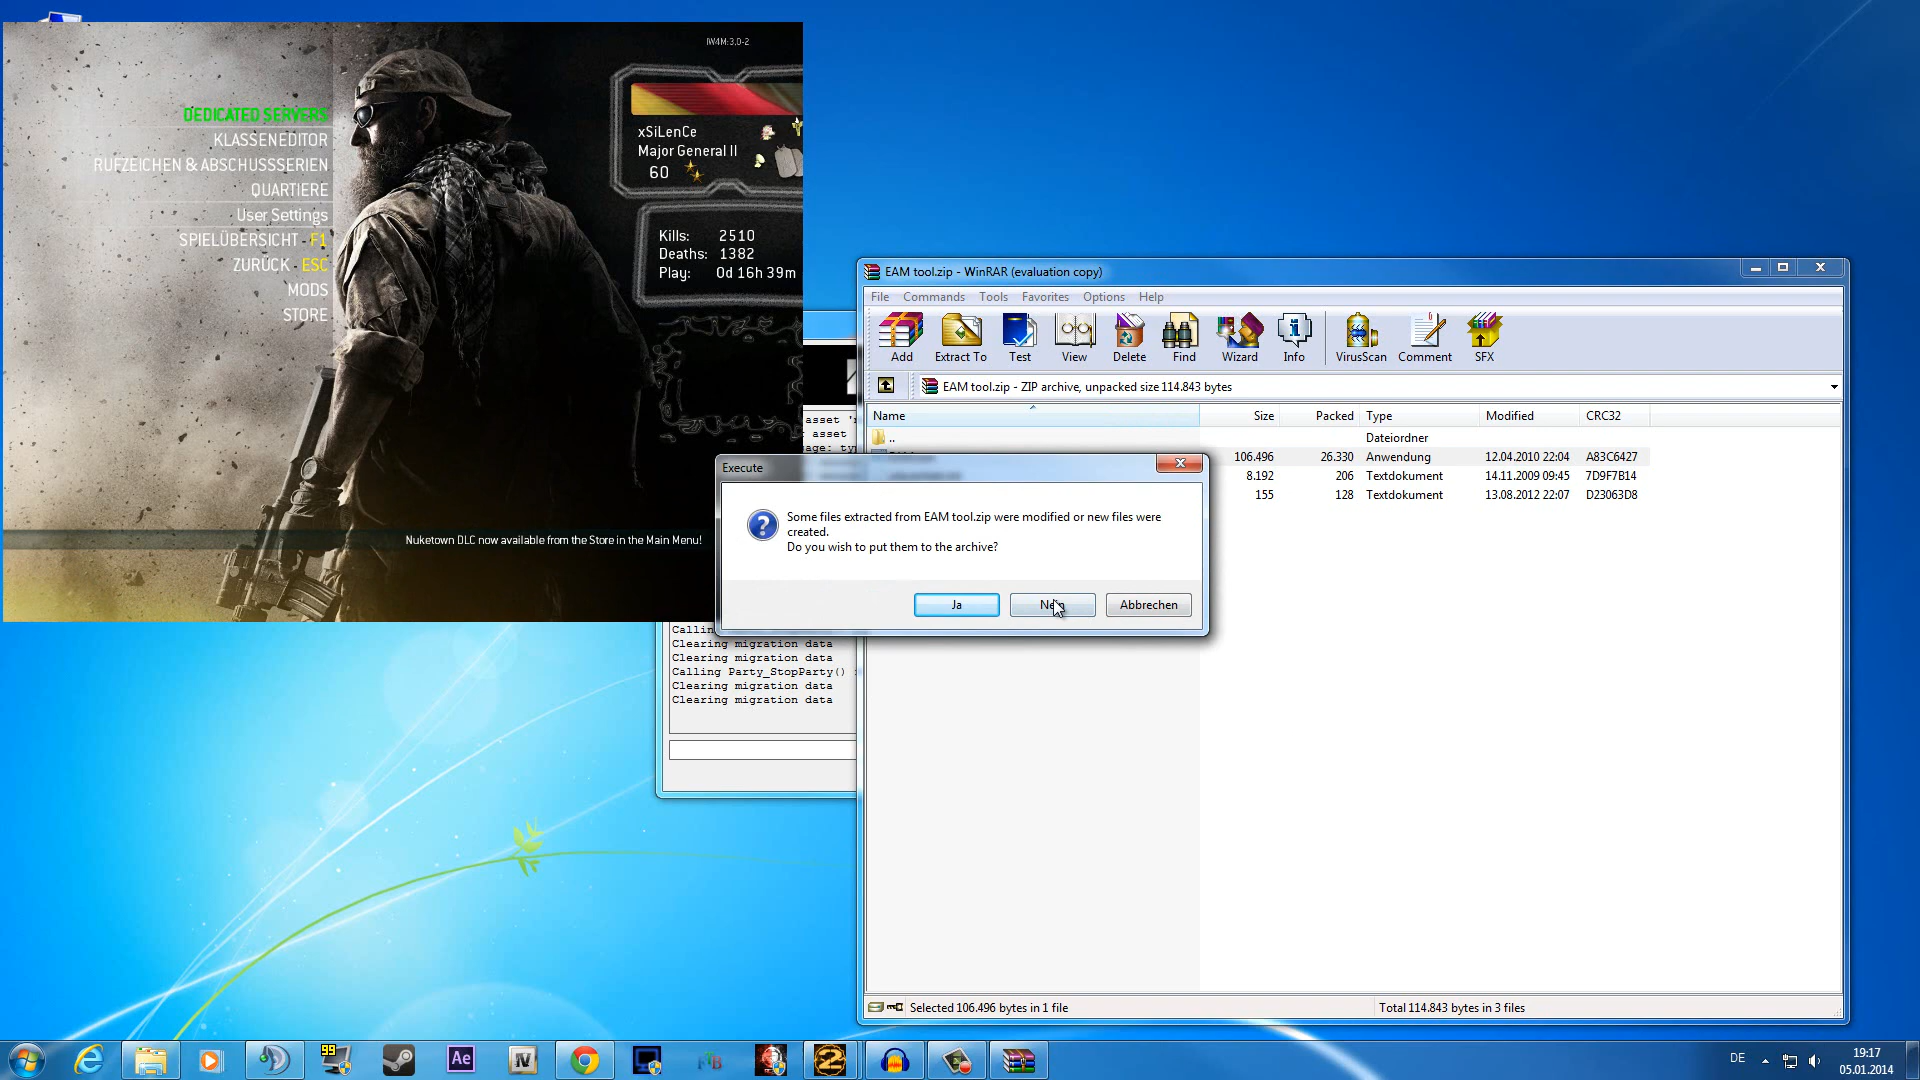 IW4M:3.0-2
DEDICATED SERVERS
KLASSENEDITOR
RUFZEICHEN & ABSCHUSSSERIEN
QUARTIERE
User Settings
SPIELÜBERSICHT - F1
ZURÜCK - ESC
MODS
STORE
xSiLenCe
Major General II
60
Kills: 2510
Deaths: 1382
Play: 0d 16h 39m
Nuketown DLC now available from the Store in the Main Menu!
asset
asset
Clearing migration data
Clearing migration data
Calling Party_StopParty()
Clearing migration data
Clearing migration data
EAM tool.zip - WinRAR (evaluation copy)
File Commands Tools Favorites Options Help
Add Extract To Test View Delete Find Wizard Info VirusScan Comment SFX
EAM tool.zip - ZIP archive, unpacked size 114.843 bytes
Name Size Packed Type Modified CRC32
.. Dateiordner
106.496 26.330 Anwendung 12.04.2010 22:04 A83C6427
8.192 206 Textdokument 14.11.2009 09:45 7D9F7B14
155 128 Textdokument 13.08.2012 22:07 D23063D8
Execute
Some files extracted from EAM tool.zip were modified or new files were
created.
Do you wish to put them to the archive?
Ja Nein Abbrechen
Selected 106.496 bytes in 1 file Total 114.843 bytes in 3 files
99
Ae
IV
2
DE
19:17
05.01.2014